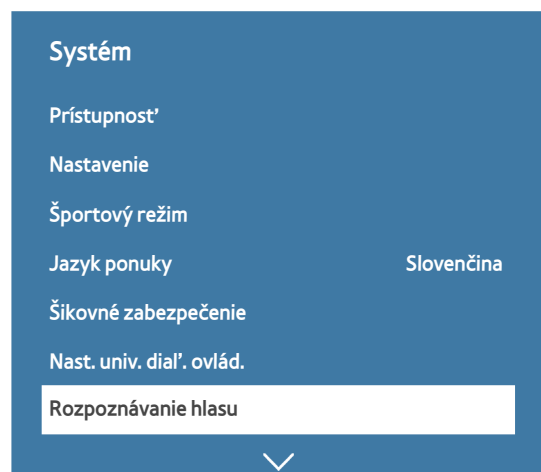 Systém
Prístupnosť
Nastavenie
Športový režim
Jazyk ponuky Slovenčina
Šikovné zabezpečenie
Nast. univ. diaľ. ovlád.
Rozpoznávanie hlasu